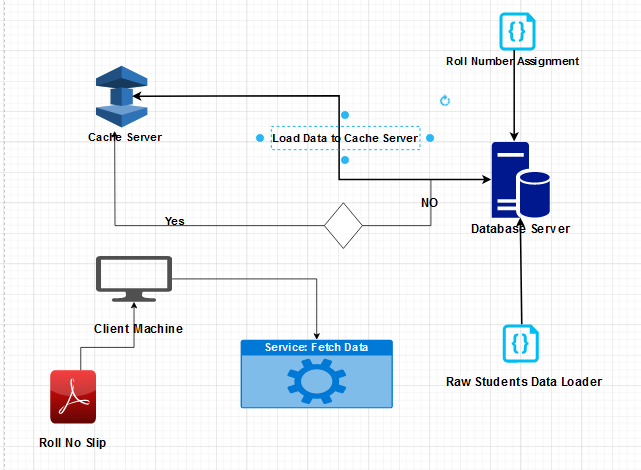 { }
Roll Number Assignment
Cache Server
Load Data to Cache Server
NO
Yes
Database Server
Client Machine
Service: Fetch Data
{ }
Raw Students Data Loader
Roll No Slip